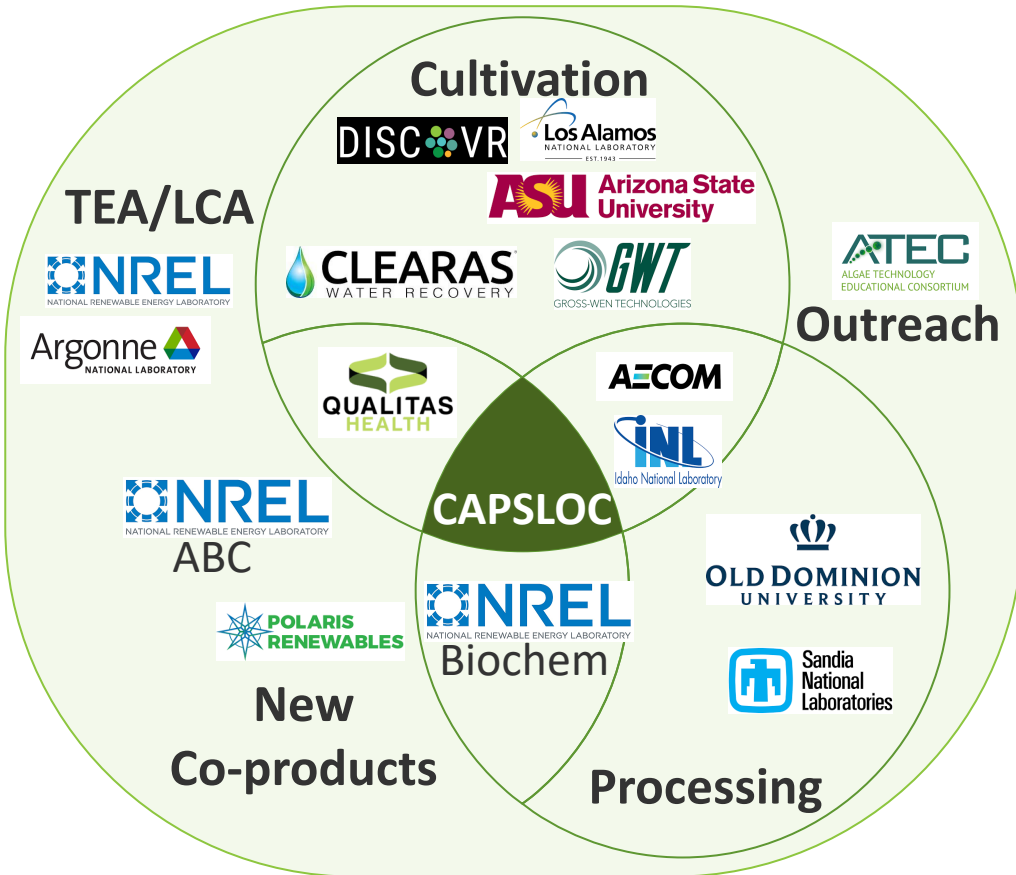 Cultivation
DISCOVR
Los Alamos
NATIONAL LABORATORY
EST.1943
ASU Arizona State
University
TEA/LCA
NREL
NATIONAL RENEWABLE ENERGY LABORATORY
Argonne
NATIONAL LABORATORY
CLEARAS
WATER RECOVERY
GWT
GROSS-WEN TECHNOLOGIES
ATEC
ALGAE TECHNOLOGY
EDUCATIONAL CONSORTIUM
Outreach
QUALITAS
HEALTH
AECOM
INL
Idaho National Laboratory
CAPSLOC
NREL
NATIONAL RENEWABLE ENERGY LABORATORY
ABC
POLARIS
RENEWABLES
NREL
NATIONAL RENEWABLE ENERGY LABORATORY
Biochem
OLD DOMINION
UNIVERSITY
Sandia
National
Laboratories
New
Co-products
Processing